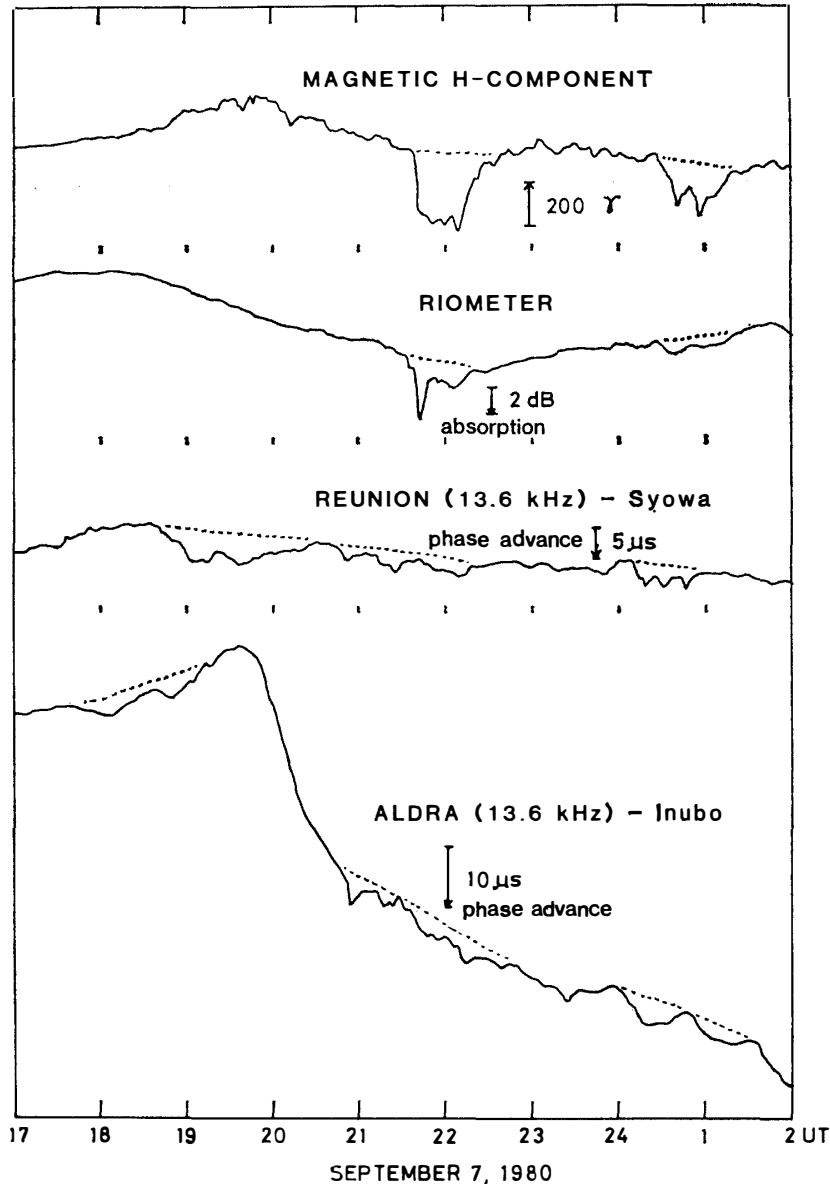 MAGNETIC H-COMPONENT
200 γ
RIOMETER
2 dB
absorption
REUNION (13.6 kHz) – Syowa
phase advance 5 μs
ALDRA (13.6 kHz) – Inubo
10 μs
phase advance
17 18 19 20 21 22 23 24 1 2 UT
SEPTEMBER 7, 1980